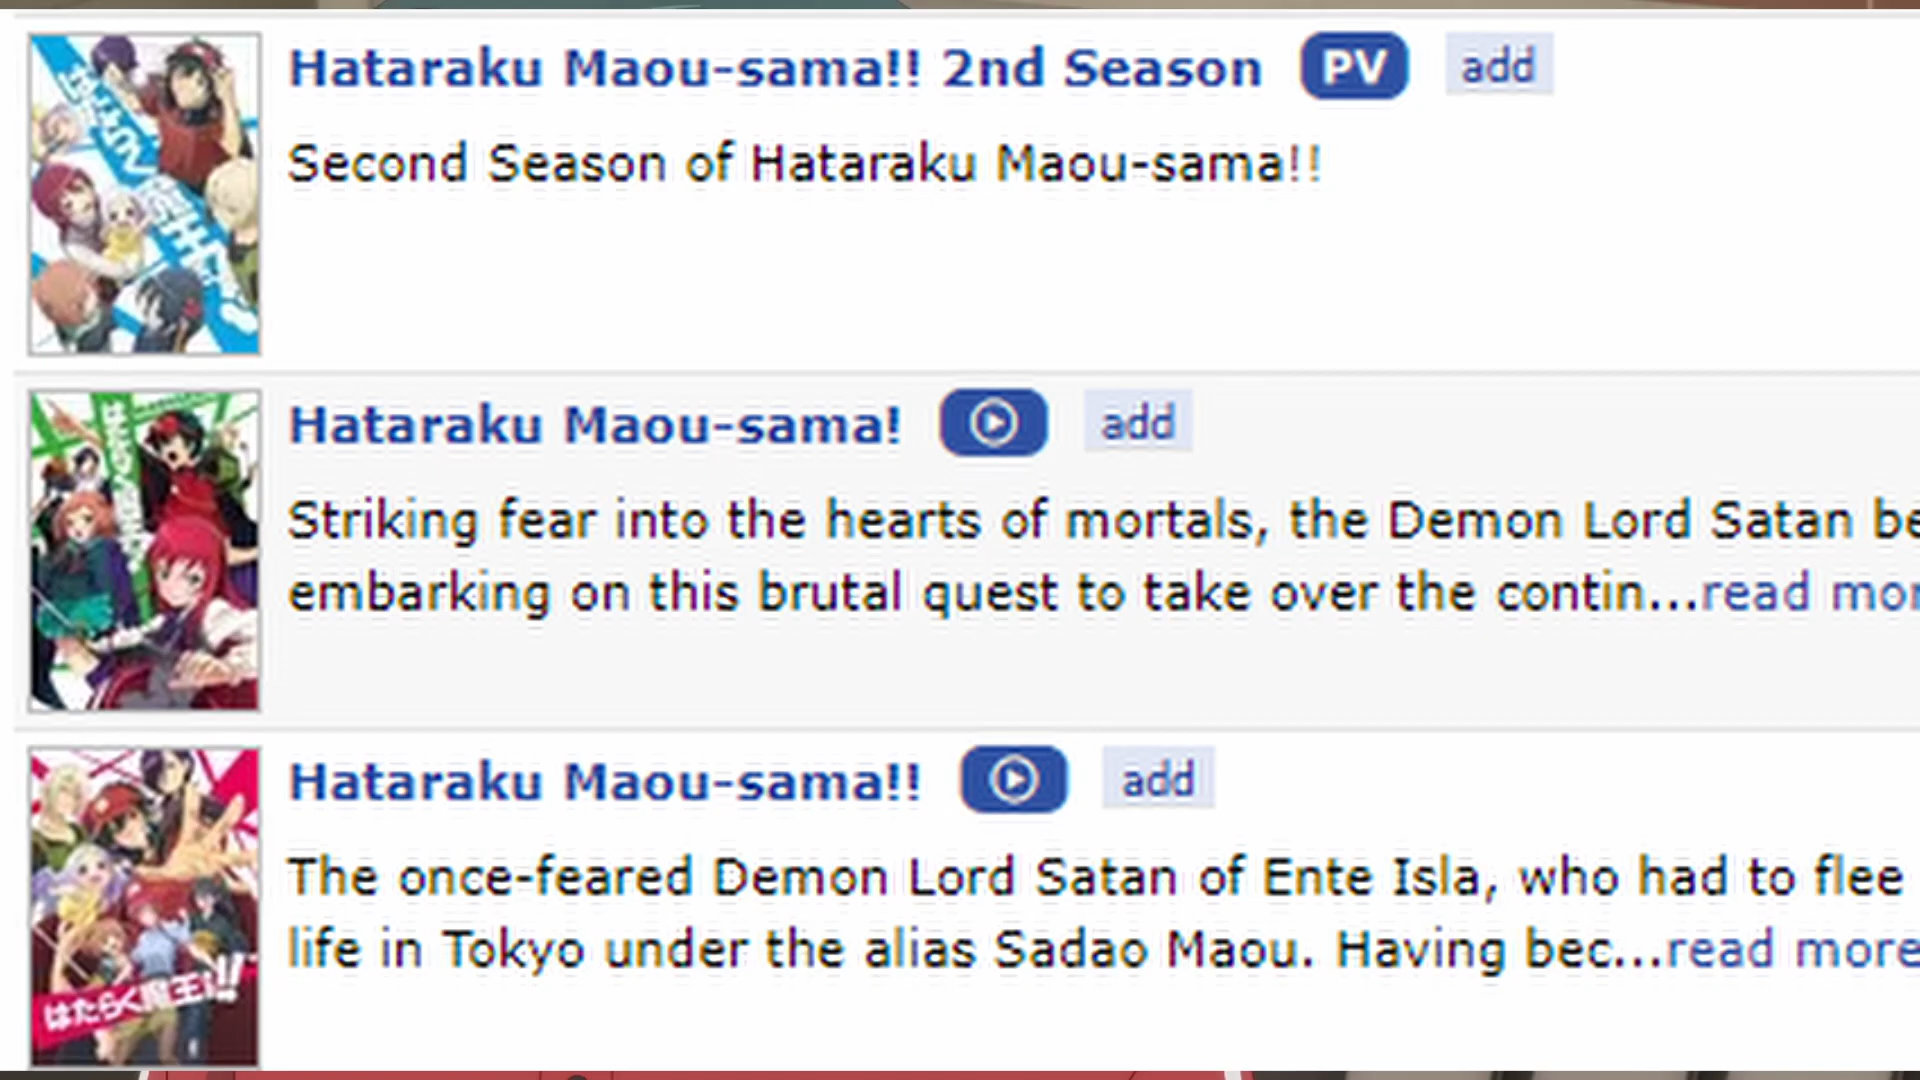 Hataraku Maou-sama!! 2nd Season PV add
Second Season of Hataraku Maou-sama!!
Hataraku Maou-sama! add
Striking fear into the hearts of mortals, the Demon Lord Satan be
embarking on this brutal quest to take over the contin...read mor
Hataraku Maou-sama!! add
The once-feared Demon Lord Satan of Ente Isla, who had to flee
life in Tokyo under the alias Sadao Maou. Having bec...read more
はたらく魔王さま!!